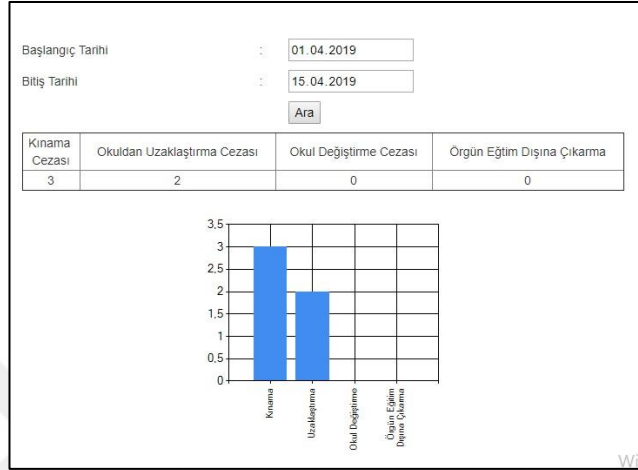 Başlangıç Tarihi : 01.04.2019
Bitiş Tarihi : 15.04.2019
Ara
Kınama Cezası Okuldan Uzaklaştırma Cezası Okul Değiştirme Cezası Örgün Eğtim Dışına Çıkarma
3 2 0 0
3,5
3
2,5
2
1,5
1
0,5
0
Kınama
Uzaklaştırma
Okul Değiştirme
Örgün Eğitim
Dışına Çıkarma
Wi